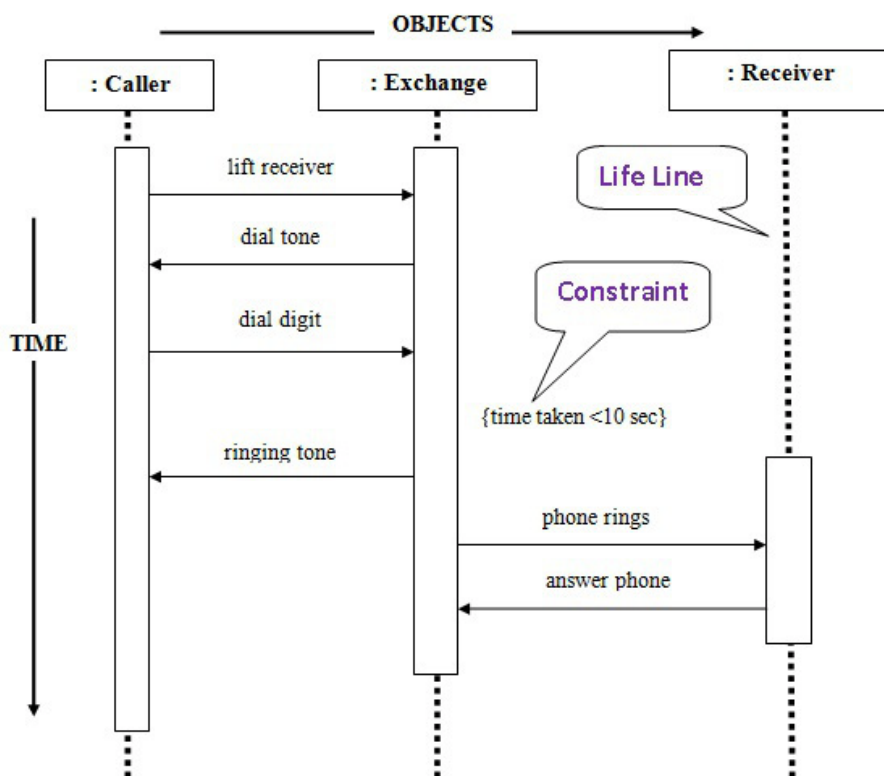 OBJECTS
: Caller
: Exchange
: Receiver
lift receiver
Life Line
dial tone
Constraint
dial digit
TIME
{time taken <10 sec}
ringing tone
phone rings
answer phone